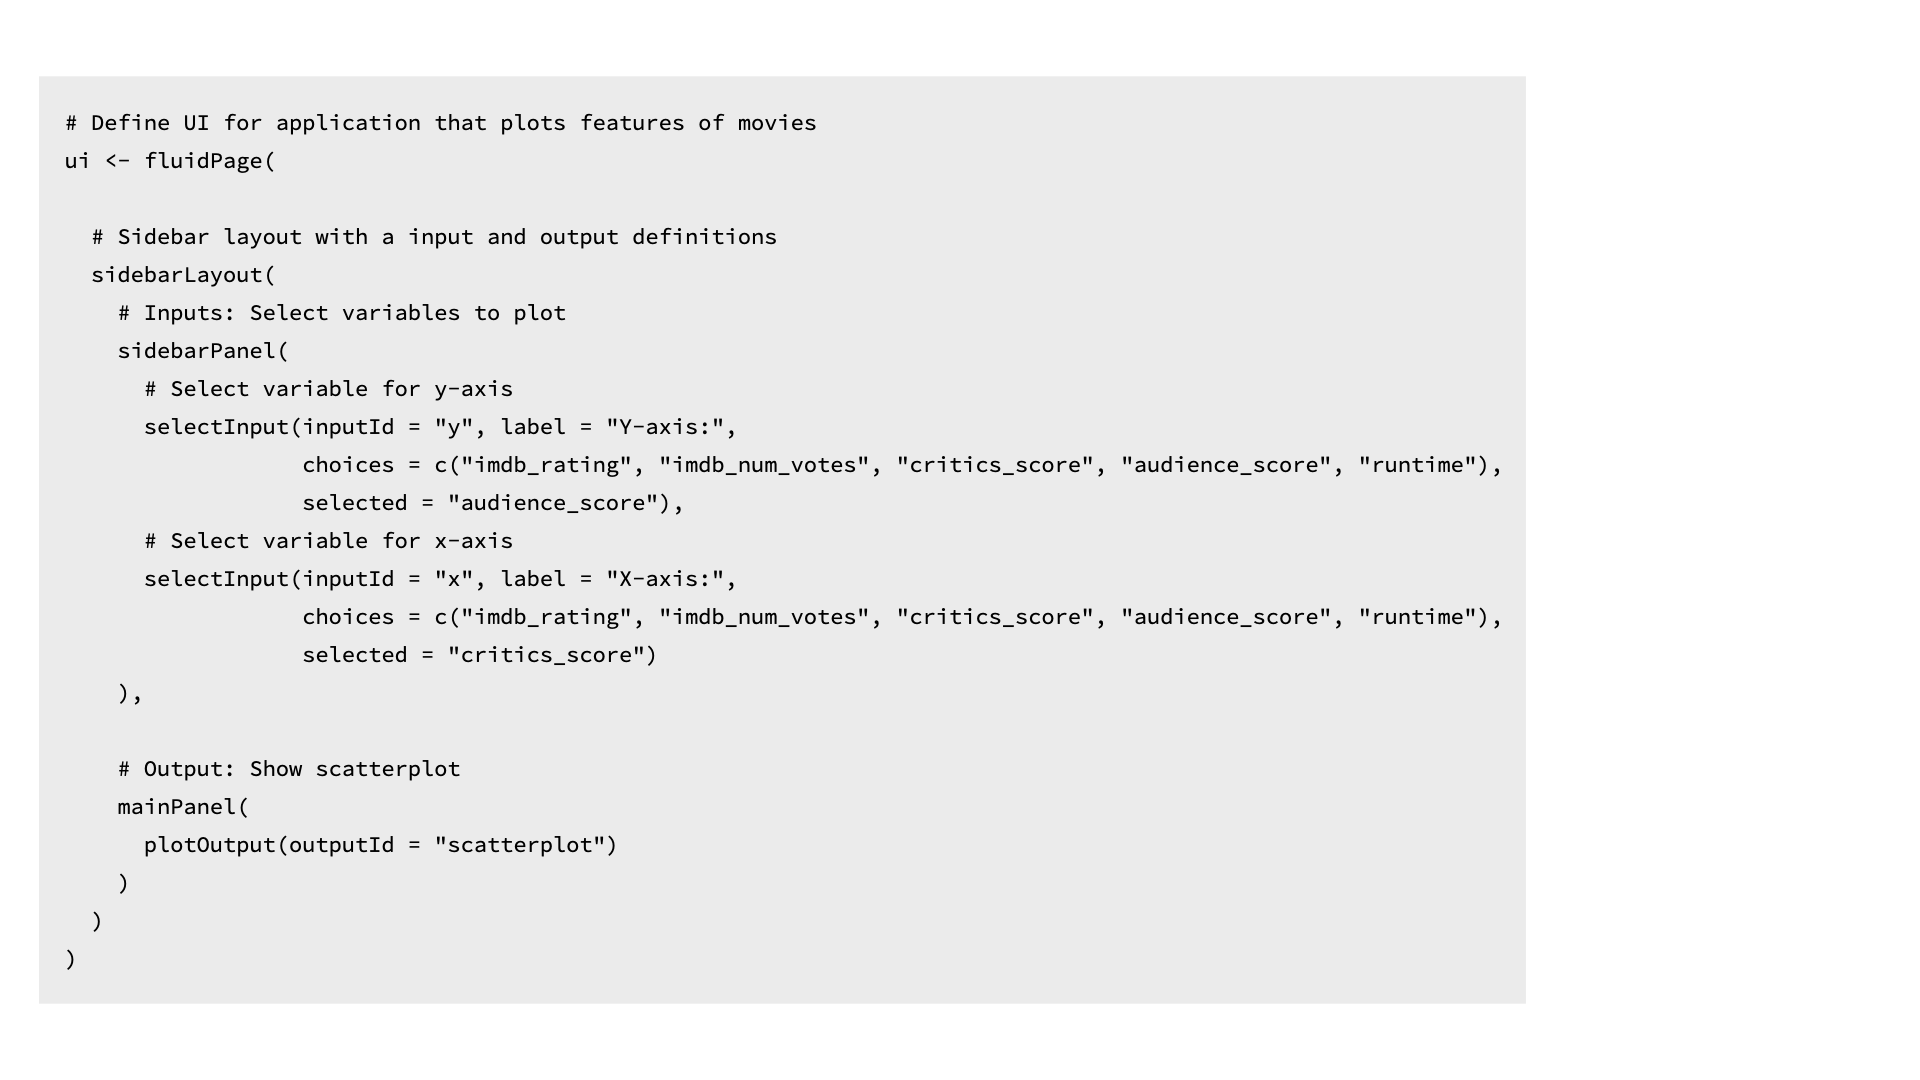 # Define UI for application that plots features of movies
ui <- fluidPage(

  # Sidebar layout with a input and output definitions
  sidebarLayout(
    # Inputs: Select variables to plot
    sidebarPanel(
      # Select variable for y-axis
      selectInput(inputId = "y", label = "Y-axis:",
                  choices = c("imdb_rating", "imdb_num_votes", "critics_score", "audience_score", "runtime"),
                  selected = "audience_score"),
      # Select variable for x-axis
      selectInput(inputId = "x", label = "X-axis:",
                  choices = c("imdb_rating", "imdb_num_votes", "critics_score", "audience_score", "runtime"),
                  selected = "critics_score")
    ),

    # Output: Show scatterplot
    mainPanel(
      plotOutput(outputId = "scatterplot")
    )
  )
)